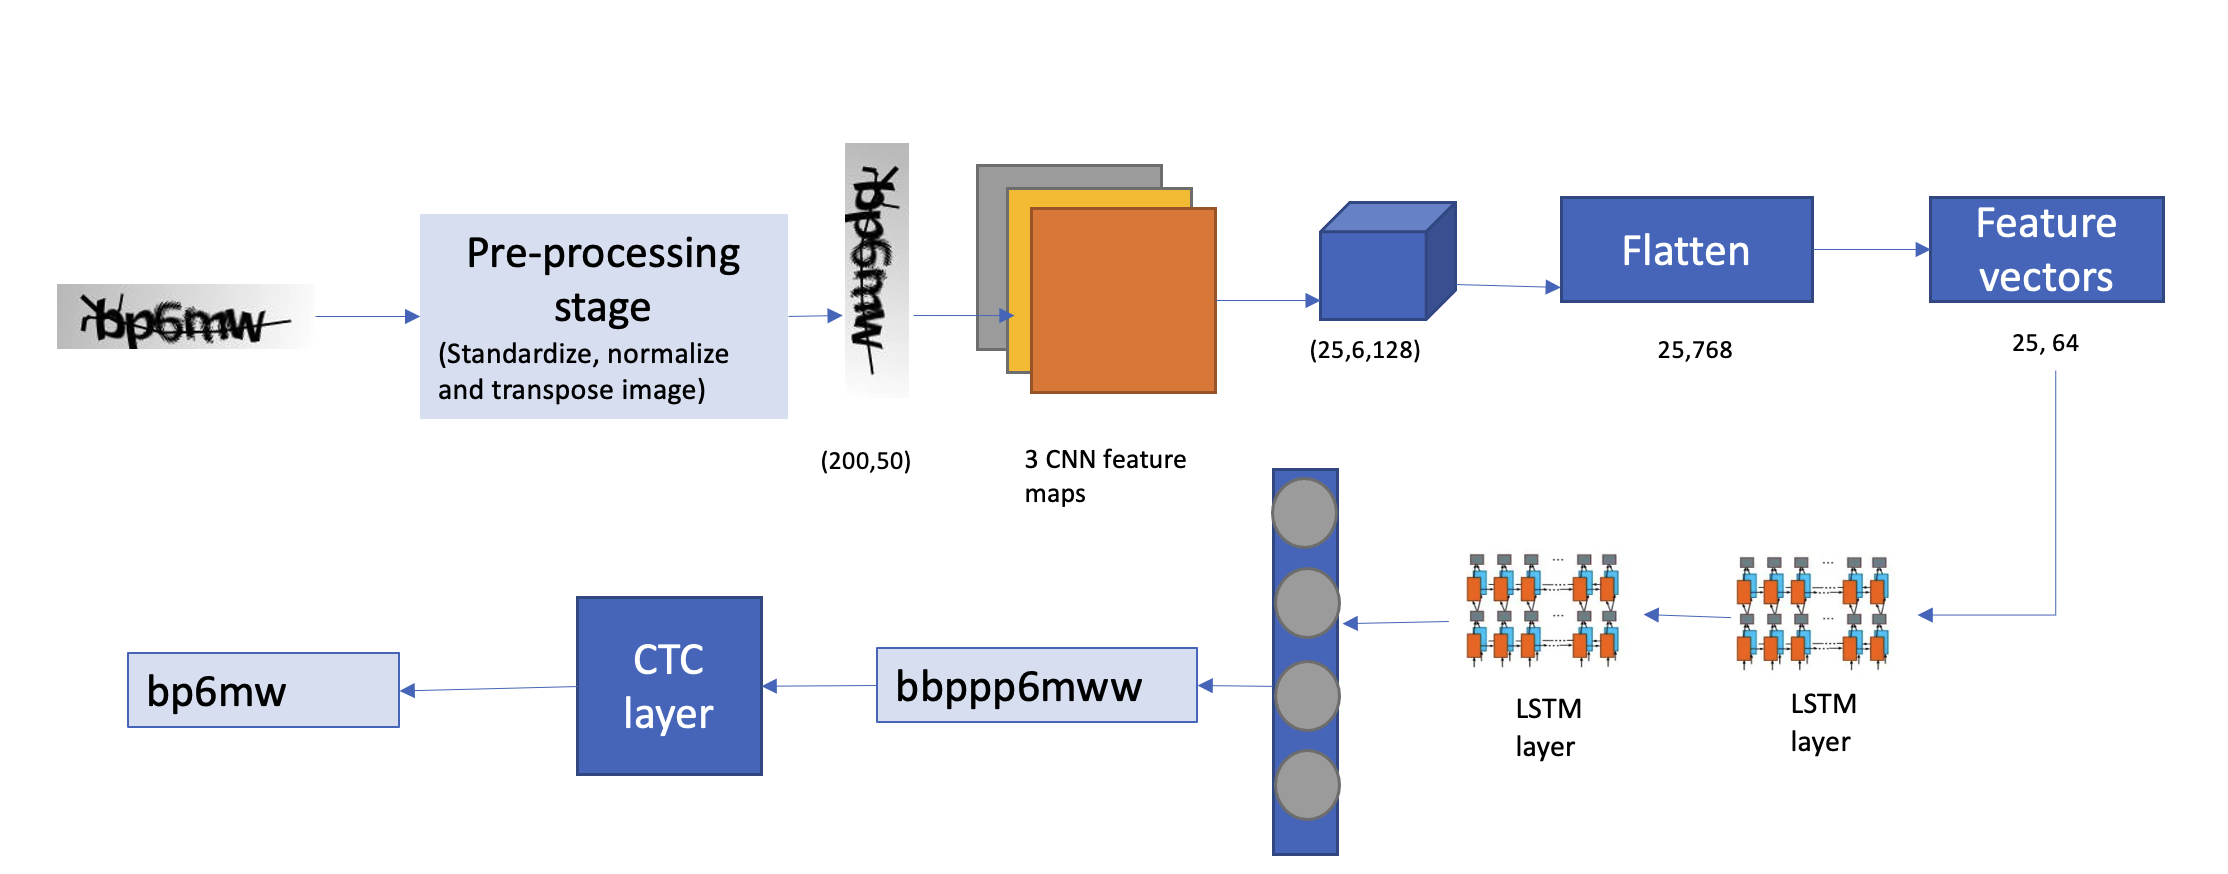 bp6mw
Pre-processing
stage
(Standardize, normalize
and transpose image)
bp6mw
(200,50)
3 CNN feature
maps
(25,6,128)
Flatten
25,768
Feature
vectors
25, 64
LSTM
layer
LSTM
layer
bbppp6mww
CTC
layer
bp6mw